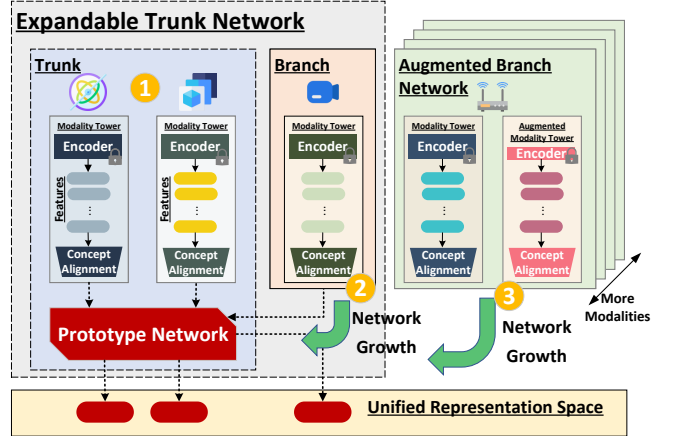 Expandable Trunk Network
Trunk
1
Modality Tower
Encoder
Features
⋮
Concept
Alignment
Modality Tower
Encoder
Features
⋮
Concept
Alignment
Prototype Network
Branch
Modality Tower
Encoder
⋮
Concept
Alignment
2
Network
Growth
Augmented Branch
Network
Modality Tower
Encoder
⋮
Concept
Alignment
Augmented
Modality Tower
Encoder
⋮
Concept
Alignment
3
Network
Growth
More
Modalities
Unified Representation Space